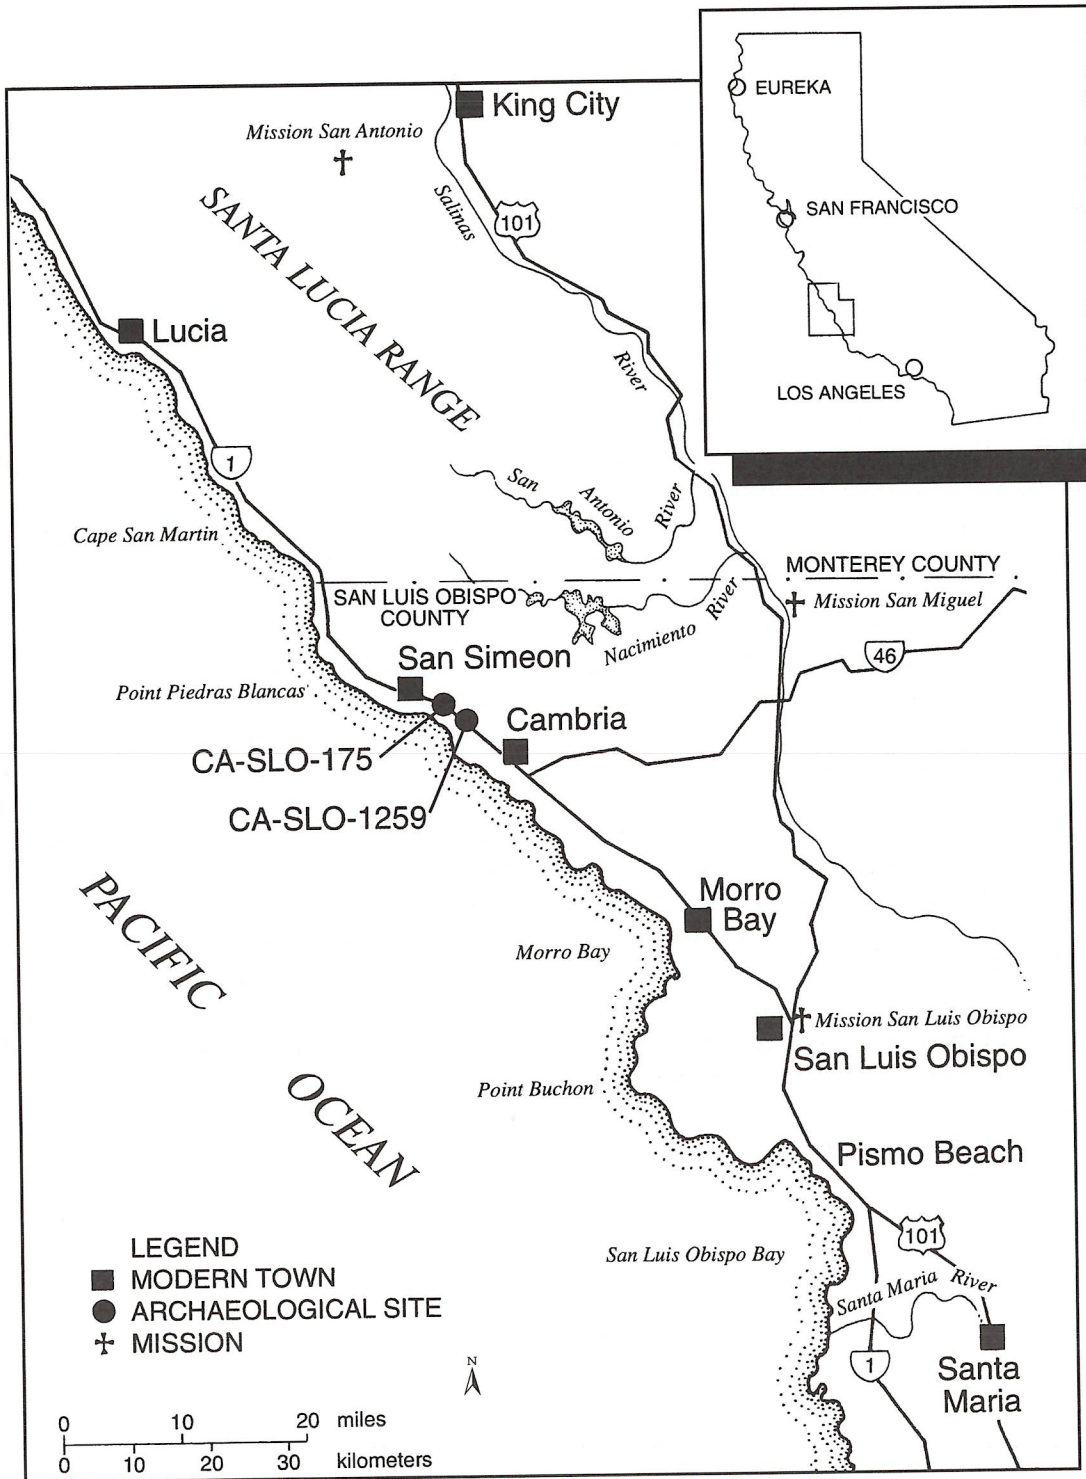 EUREKA
SAN FRANCISCO
LOS ANGELES
King City
Mission San Antonio
SANTA LUCIA RANGE
Salinas
River
101
Lucia
1
San
Antonio
River
Cape San Martin
MONTEREY COUNTY
SAN LUIS OBISPO
COUNTY
Nacimiento
River
Mission San Miguel
46
San Simeon
Point Piedras Blancas
Cambria
CA-SLO-175
CA-SLO-1259
PACIFIC
OCEAN
Morro
Bay
Morro Bay
Mission San Luis Obispo
San Luis Obispo
Point Buchon
Pismo Beach
101
San Luis Obispo Bay
Santa Maria River
1
Santa
Maria
LEGEND
MODERN TOWN
ARCHAEOLOGICAL SITE
MISSION
N
0 10 20 miles
0 10 20 30 kilometers